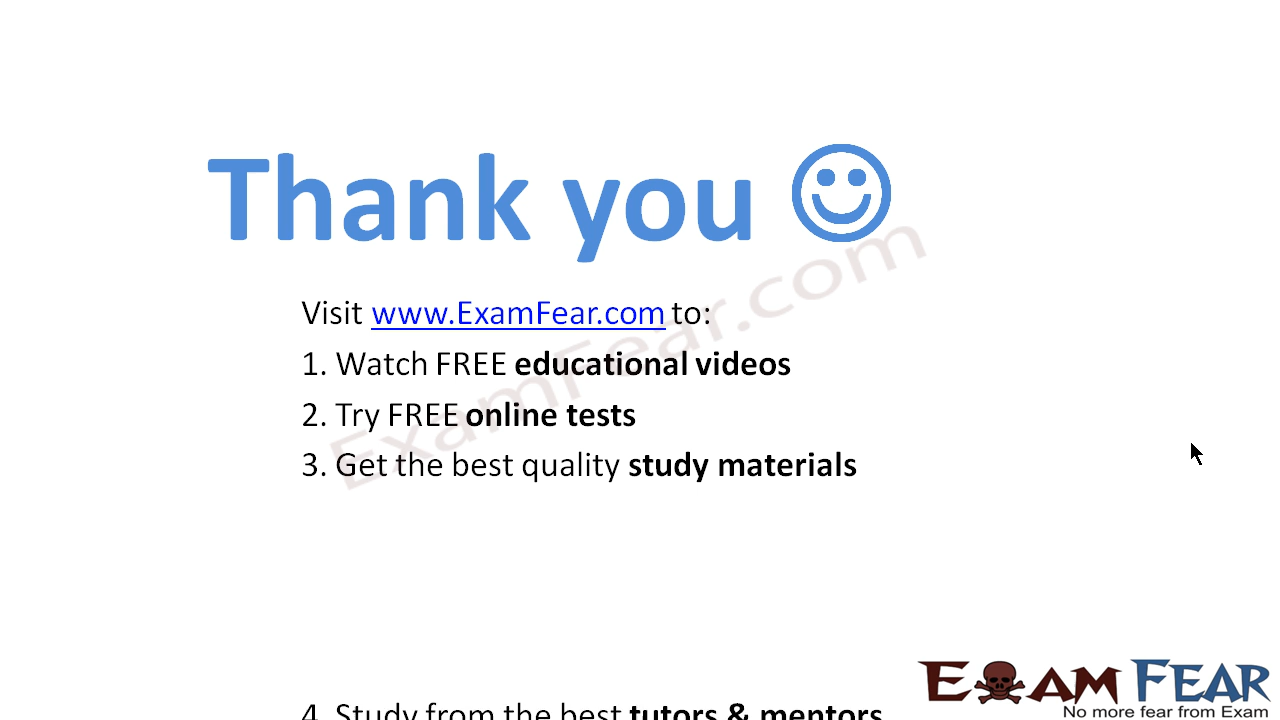 Thank you
Visit www.ExamFear.com to:
1. Watch FREE educational videos
2. Try FREE online tests
3. Get the best quality study materials
ExamFear.com
4. Study from the best tutors & mentors
EXAM FEAR
No more fear from Exam